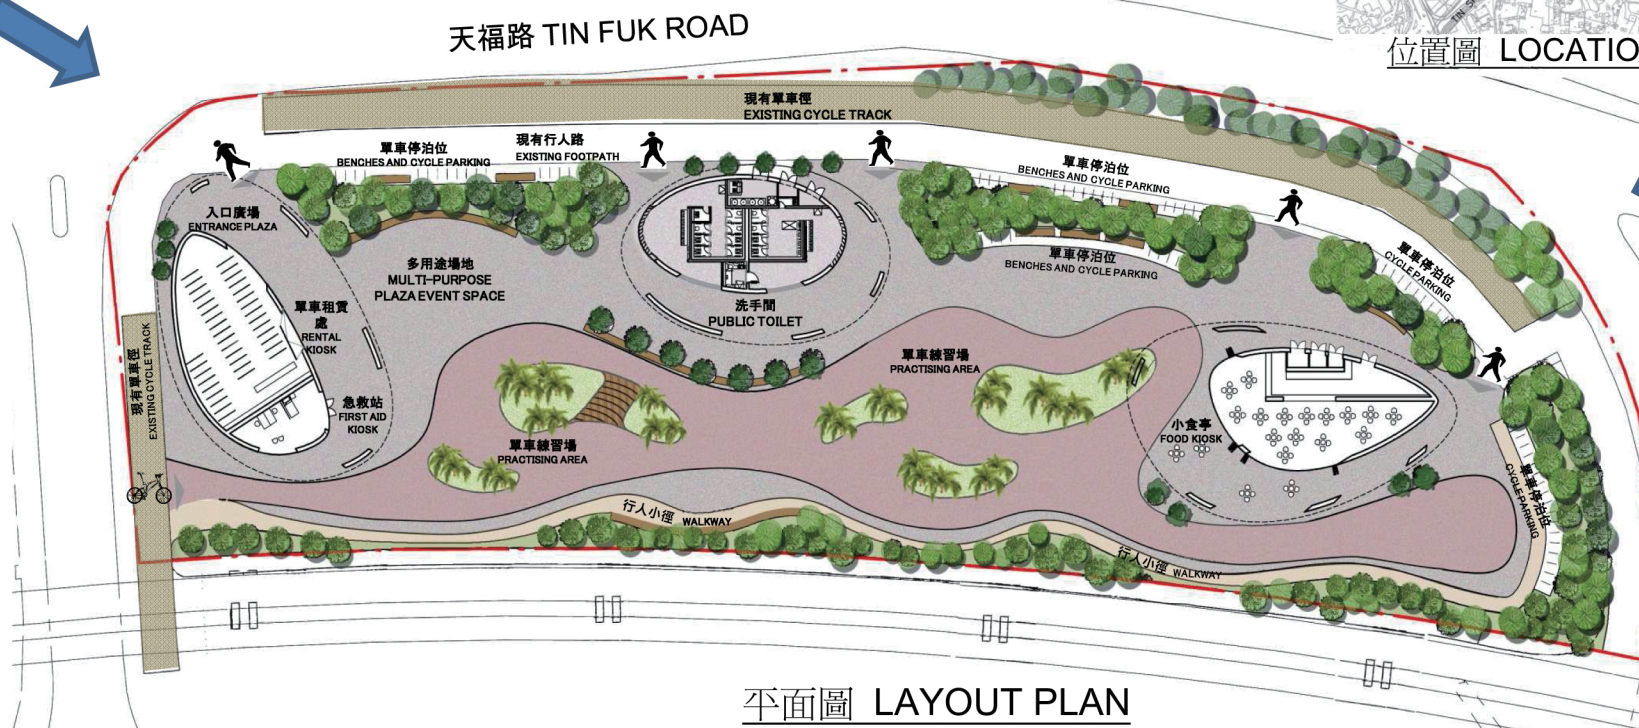 天福路 TIN FUK ROAD
位置圖 LOCATIO
現有單車徑
EXISTING CYCLE TRACK
單車停泊位
BENCHES AND CYCLE PARKING
現有行人路
EXISTING FOOTPATH
單車停泊位
BENCHES AND CYCLE PARKING
入口廣場
ENTRANCE PLAZA
多用途場地
MULTI-PURPOSE
PLAZA EVENT SPACE
單車停泊位
BENCHES AND CYCLE PARKING
單車停泊位
CYCLE PARKING
單車租賃
處
RENTAL
KIOSK
洗手間
PUBLIC TOILET
現有單車徑
EXISTING CYCLE TRACK
單車練習場
PRACTISING AREA
急救站
FIRST AID
KIOSK
小食亭
FOOD KIOSK
單車練習場
PRACTISING AREA
單車停泊位
CYCLE PARKING
行人小徑 WALKWAY
行人小徑 WALKWAY
平面圖 LAYOUT PLAN